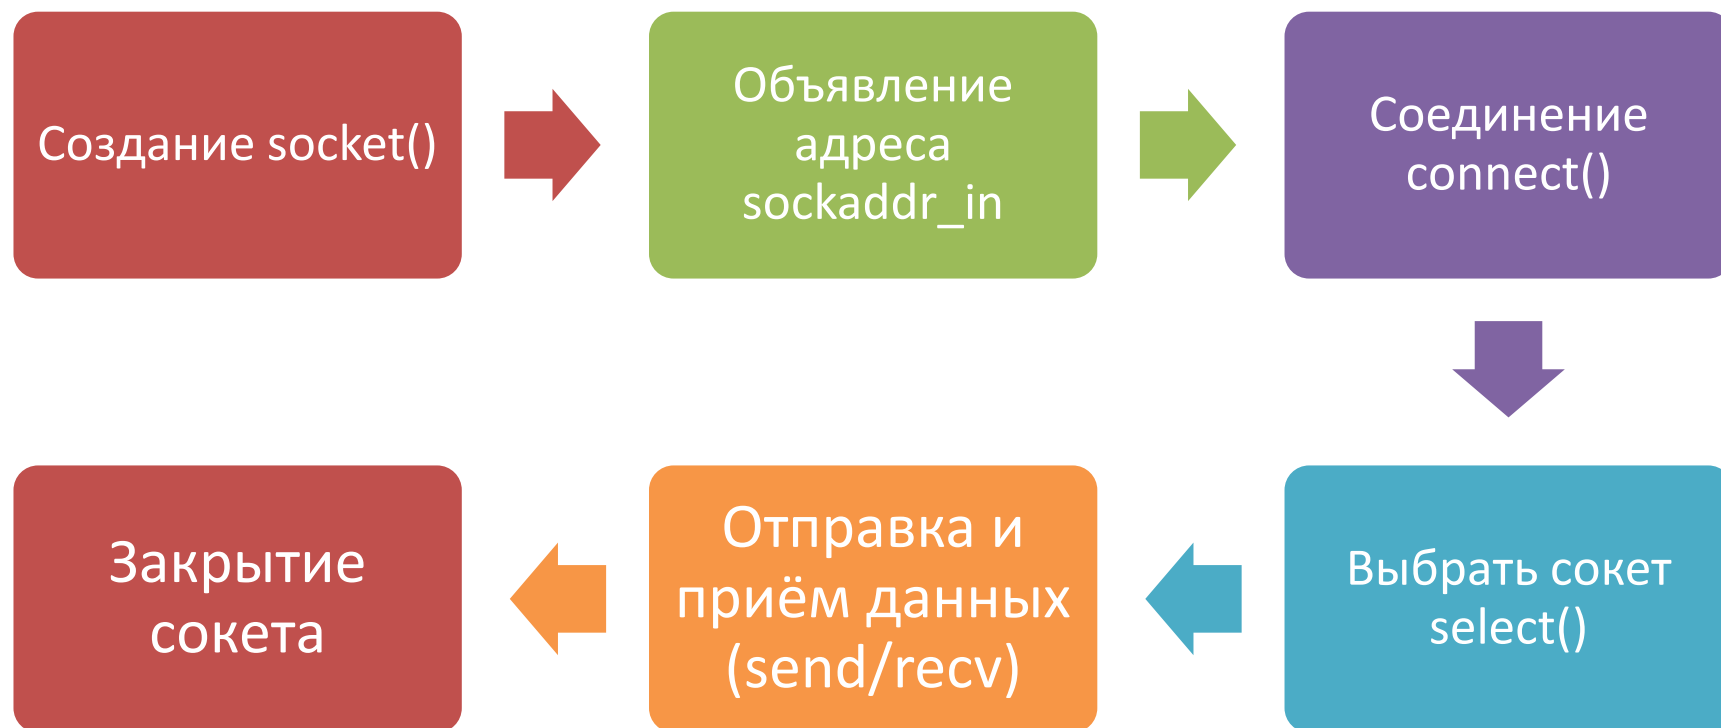 Создание socket()
Объявление
адреса
sockaddr_in
Соединение
connect()
Выбрать сокет
select()
Отправка и
приём данных
(send/recv)
Закрытие
сокета